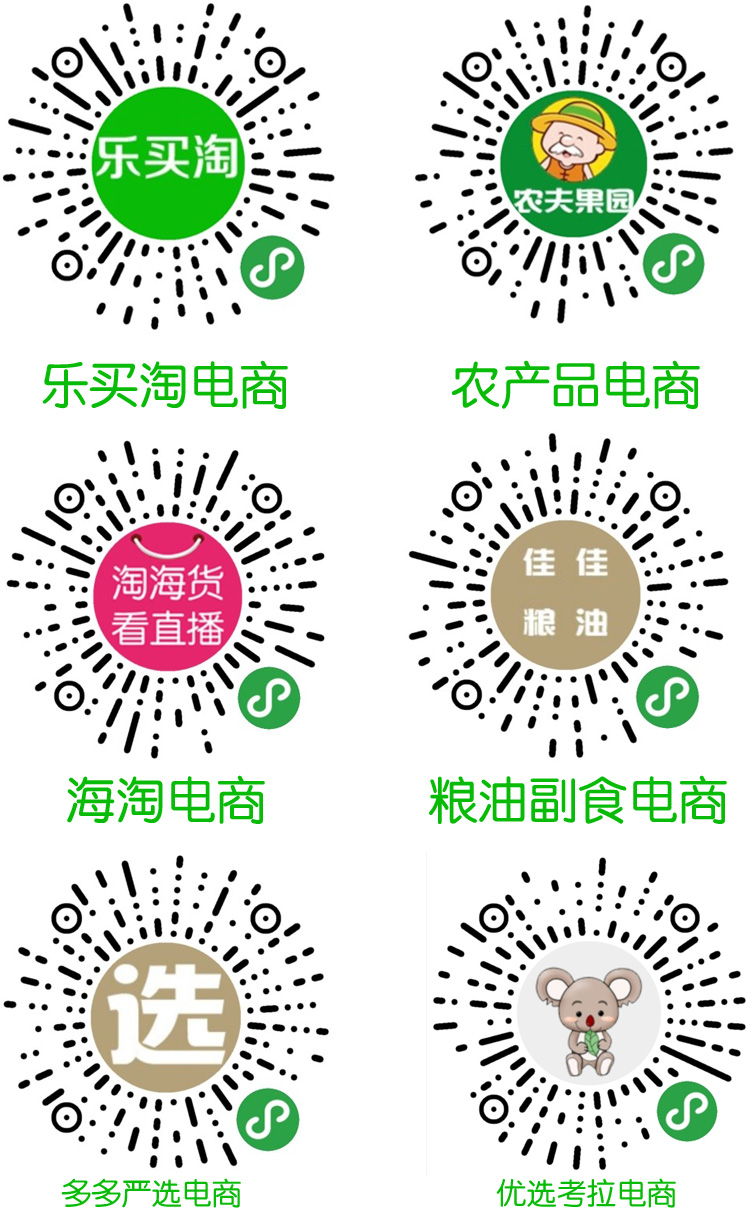 乐买淘
农夫果园
乐买淘电商
农产品电商
淘海货
看直播
佳佳
粮油
海淘电商
粮油副食电商
选
多多严选电商
优选考拉电商